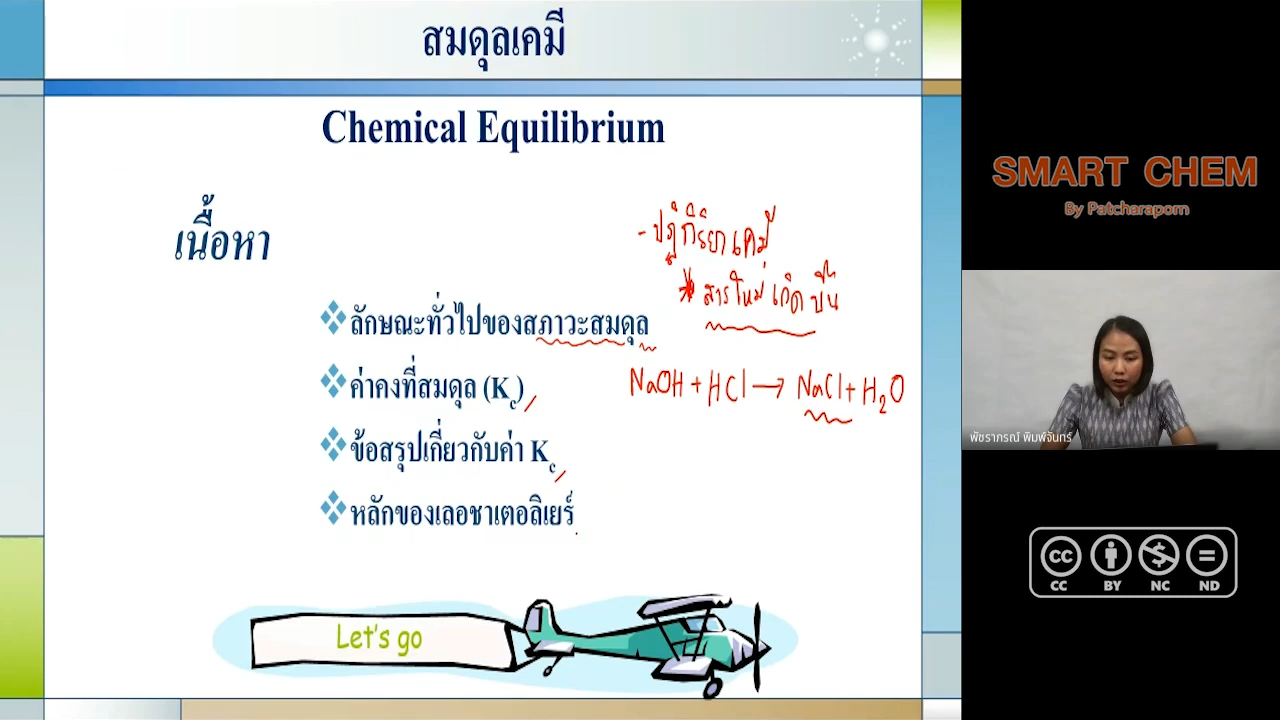 สมดุลเคมี
Chemical Equilibrium
เนื้อหา
- ปฏิกิริยาเคมี
* สารใหม่เกิดขึ้น
❖ลักษณะทั่วไปของสภาวะสมดุล
NaOH + HCl → NaCl + H₂O
❖ค่าคงที่สมดุล (Kc)
❖ข้อสรุปเกี่ยวกับค่า Kc
❖หลักของเลอชาเตอลิเยร์
Let's go
SMART CHEM
By Patcharaporn
พัชราภรณ์ พิมพ์จันทร์
CC BY NC ND